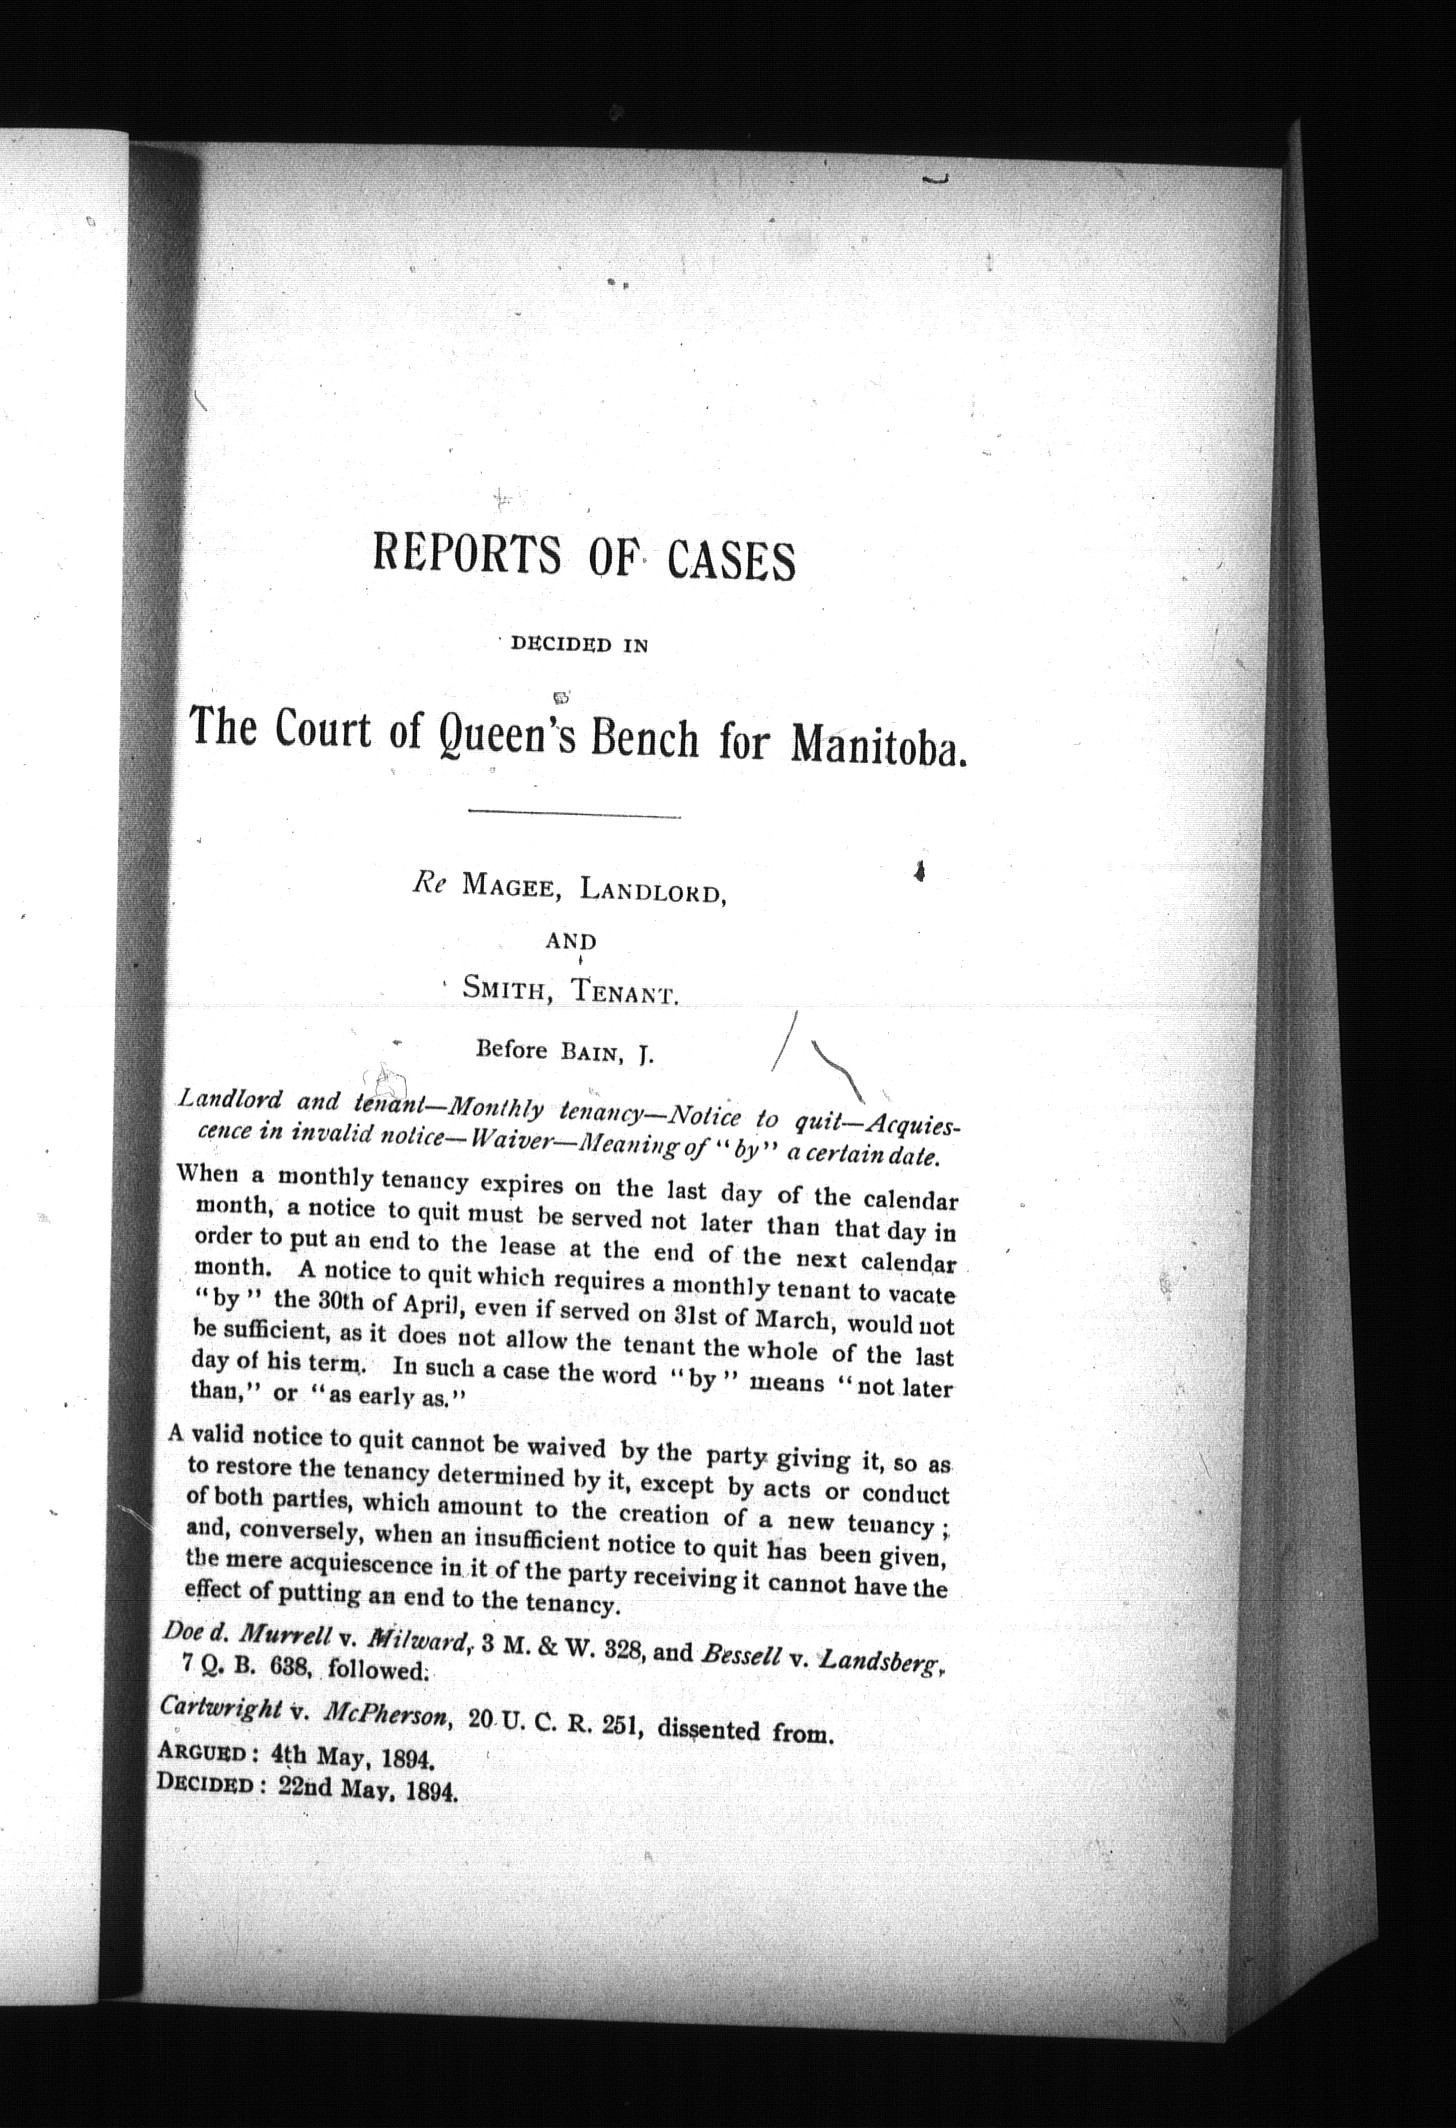 REPORTS OF CASES
DECIDED IN
The Court of Queen's Bench for Manitoba.
Re MAGEE, LANDLORD,
AND
SMITH, TENANT.
Before BAIN, J.
Landlord and tenant—Monthly tenancy—Notice to quit—Acquies-
cence in invalid notice—Waiver—Meaning of "by" a certain date.
When a monthly tenancy expires on the last day of the calendar
month, a notice to quit must be served not later than that day in
order to put an end to the lease at the end of the next calendar
month. A notice to quit which requires a monthly tenant to vacate
"by" the 30th of April, even if served on 31st of March, would not
be sufficient, as it does not allow the tenant the whole of the last
day of his term. In such a case the word "by" means "not later
than," or "as early as."
A valid notice to quit cannot be waived by the party giving it, so as
to restore the tenancy determined by it, except by acts or conduct
of both parties, which amount to the creation of a new tenancy;
and, conversely, when an insufficient notice to quit has been given,
the mere acquiescence in it of the party receiving it cannot have the
effect of putting an end to the tenancy.
Doe d. Murrell v. Milward, 3 M. & W. 328, and Bessell v. Landsberg,
7 Q. B. 638, followed.
Cartwright v. McPherson, 20 U. C. R. 251, dissented from.
ARGUED: 4th May, 1894.
DECIDED: 22nd May, 1894.